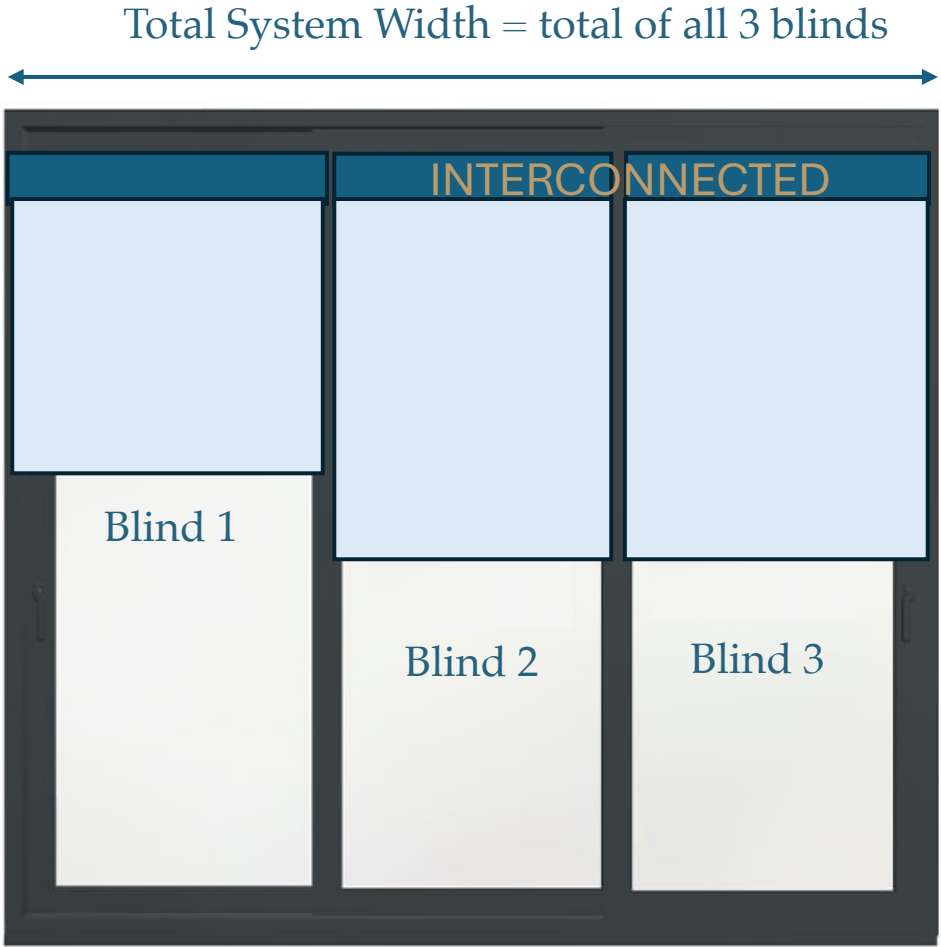 Total System Width = total of all 3 blinds
INTERCONNECTED
Blind 1
Blind 2
Blind 3